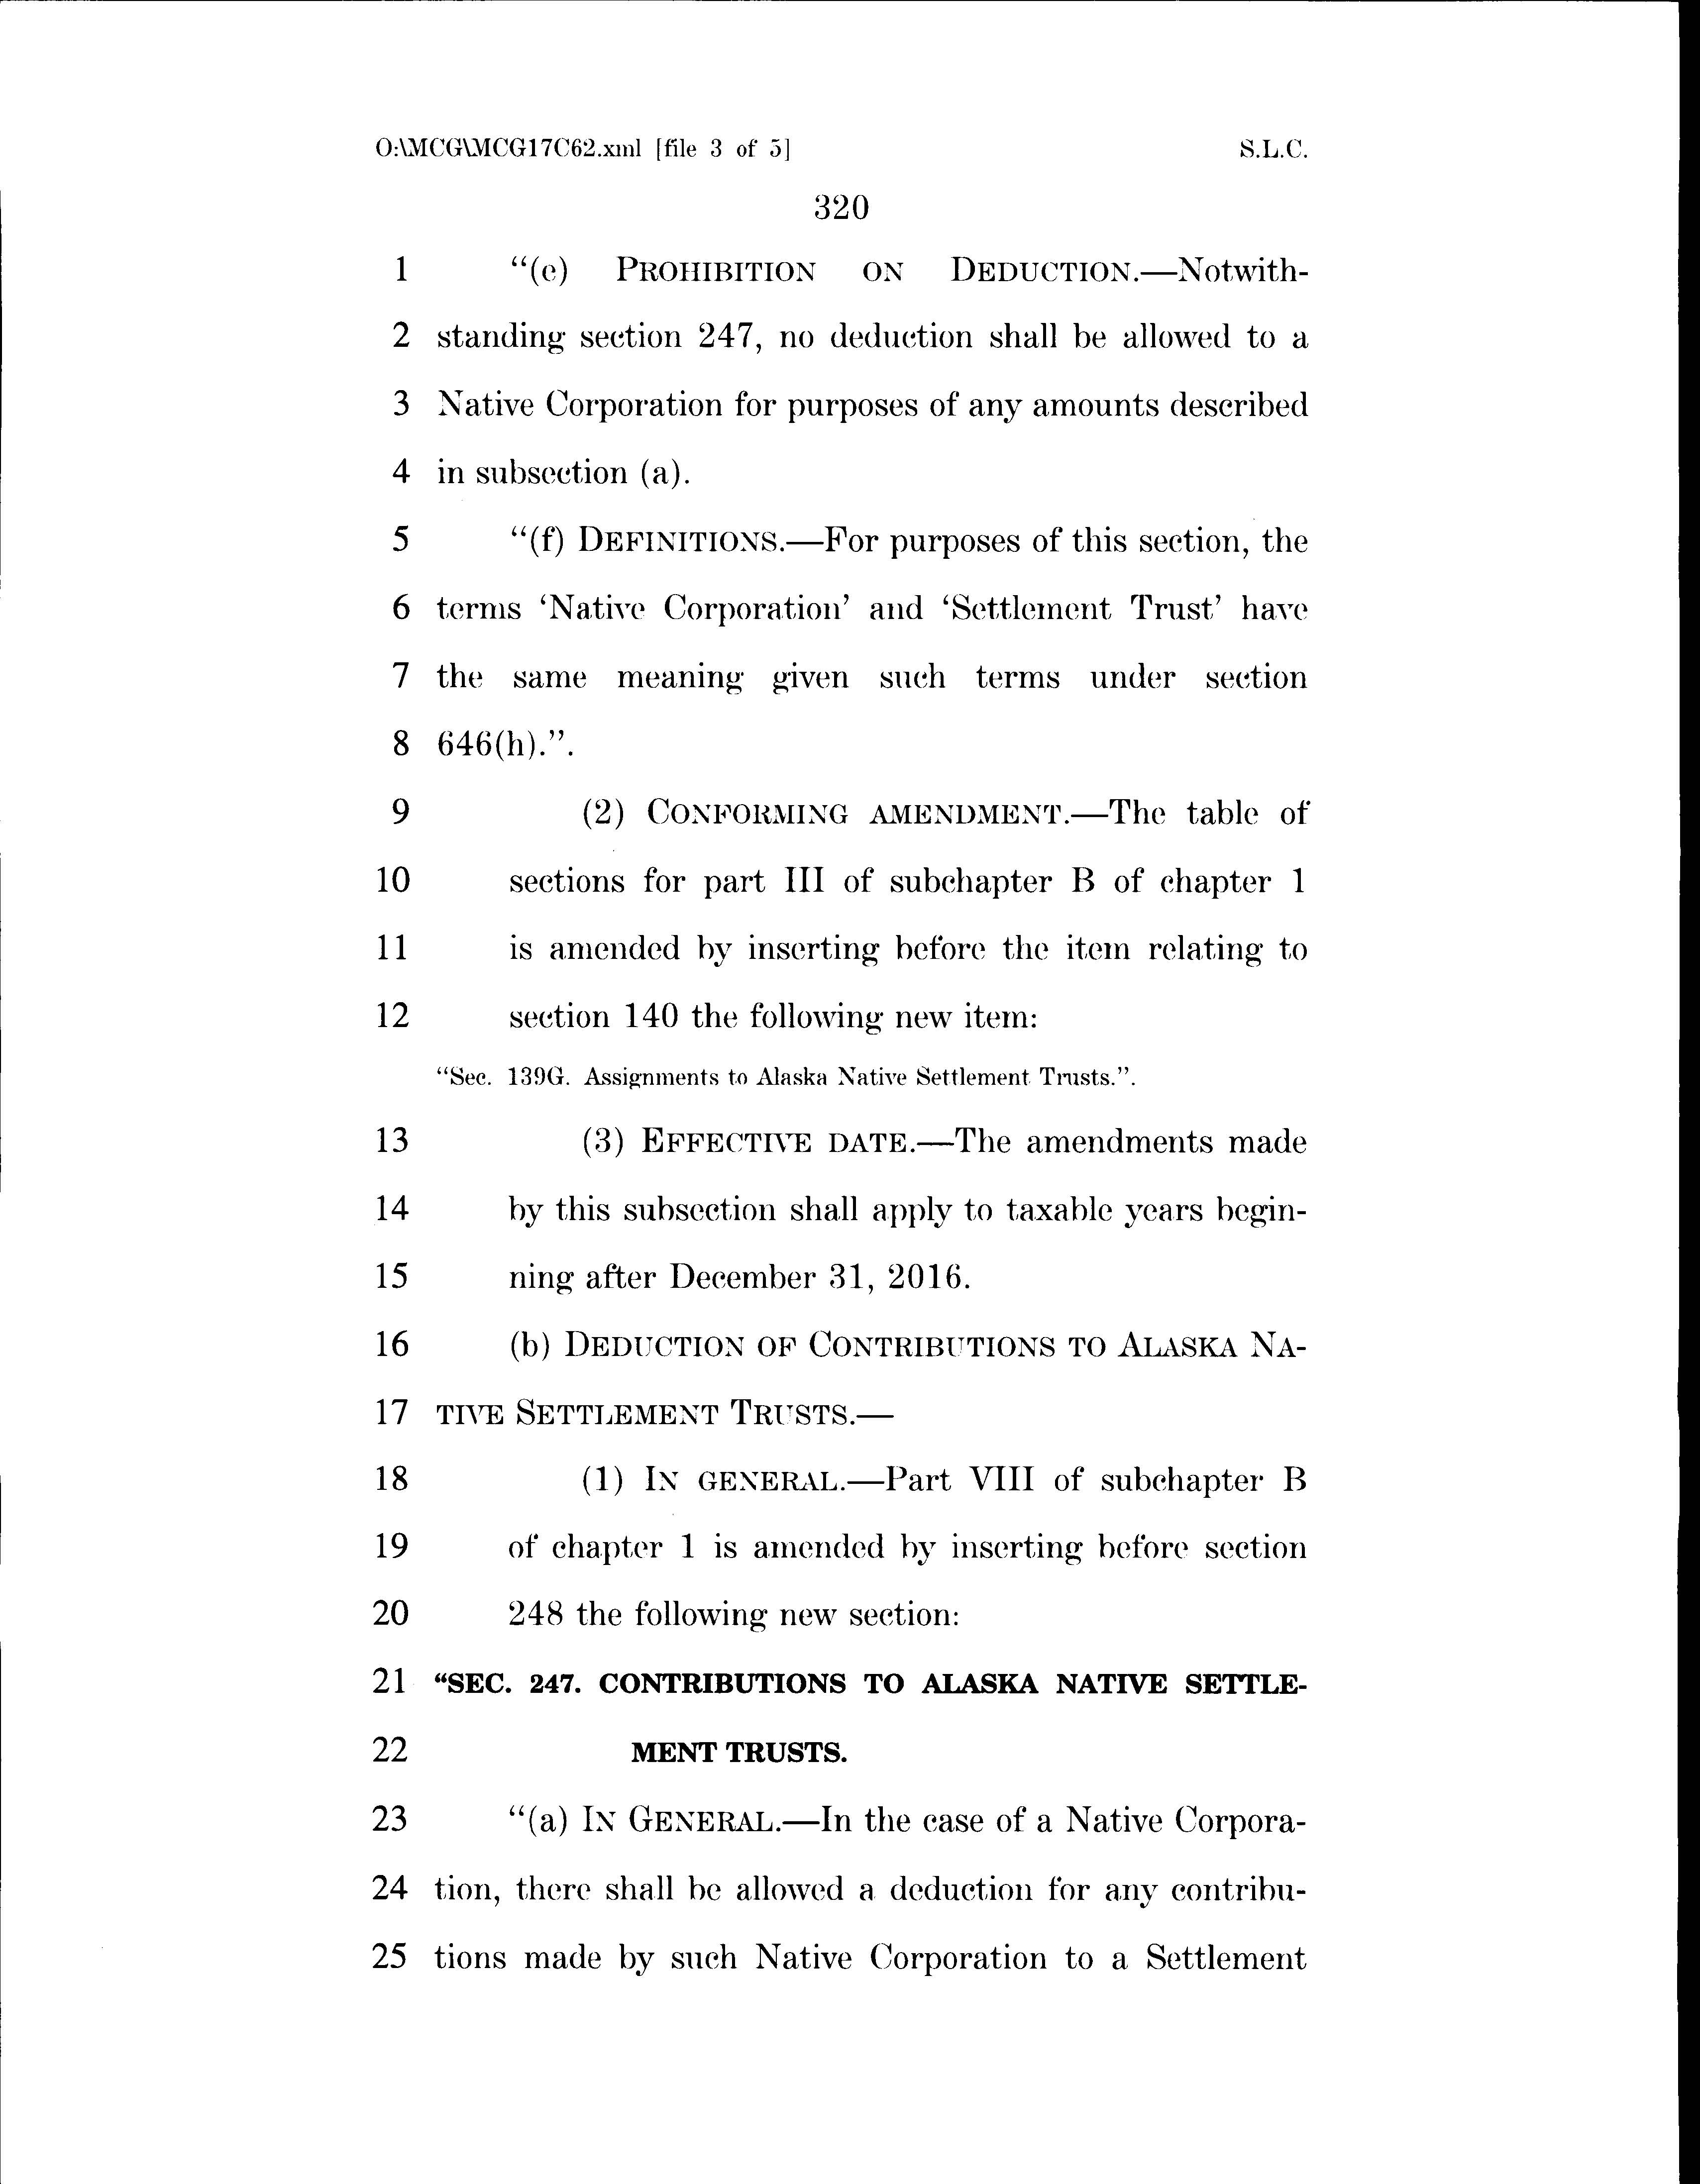 O:\MCG\MCG17C62.xml [file 3 of 5] S.L.C.
320
1 “(e) PROHIBITION ON DEDUCTION.—Notwith-
2 standing section 247, no deduction shall be allowed to a
3 Native Corporation for purposes of any amounts described
4 in subsection (a).
5 “(f) DEFINITIONS.—For purposes of this section, the
6 terms ‘Native Corporation’ and ‘Settlement Trust’ have
7 the same meaning given such terms under section
8 646(h).”.
9 (2) CONFORMING AMENDMENT.—The table of
10 sections for part III of subchapter B of chapter 1
11 is amended by inserting before the item relating to
12 section 140 the following new item:
“Sec. 139G. Assignments to Alaska Native Settlement Trusts.”.
13 (3) EFFECTIVE DATE.—The amendments made
14 by this subsection shall apply to taxable years begin-
15 ning after December 31, 2016.
16 (b) DEDUCTION OF CONTRIBUTIONS TO ALASKA NA-
17 TIVE SETTLEMENT TRUSTS.—
18 (1) IN GENERAL.—Part VIII of subchapter B
19 of chapter 1 is amended by inserting before section
20 248 the following new section:
21 “SEC. 247. CONTRIBUTIONS TO ALASKA NATIVE SETTLE-
22 MENT TRUSTS.
23 “(a) IN GENERAL.—In the case of a Native Corpora-
24 tion, there shall be allowed a deduction for any contribu-
25 tions made by such Native Corporation to a Settlement